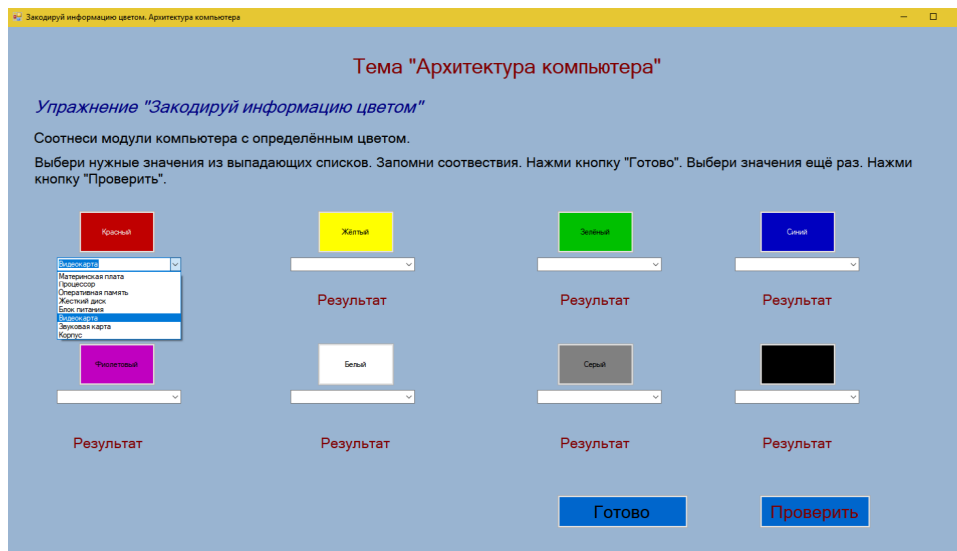 Закодируй информацию цветом. Архитектура компьютера
Тема "Архитектура компьютера"
Упражнение "Закодируй информацию цветом"
Соотнеси модули компьютера с определённым цветом.
Выбери нужные значения из выпадающих списков. Запомни соотвествия. Нажми кнопку "Готово". Выбери значения ещё раз. Нажми
кнопку "Проверить".
Красный
Жёлтый
Зелёный
Синий
Видеокарта
Материнская плата
Процессор
Оперативная память
Жесткий диск
Блок питания
Видеокарта
Звуковая карта
Корпус
Результат
Результат
Результат
Фиолетовый
Белый
Серый
Результат
Результат
Результат
Результат
Готово
Проверить